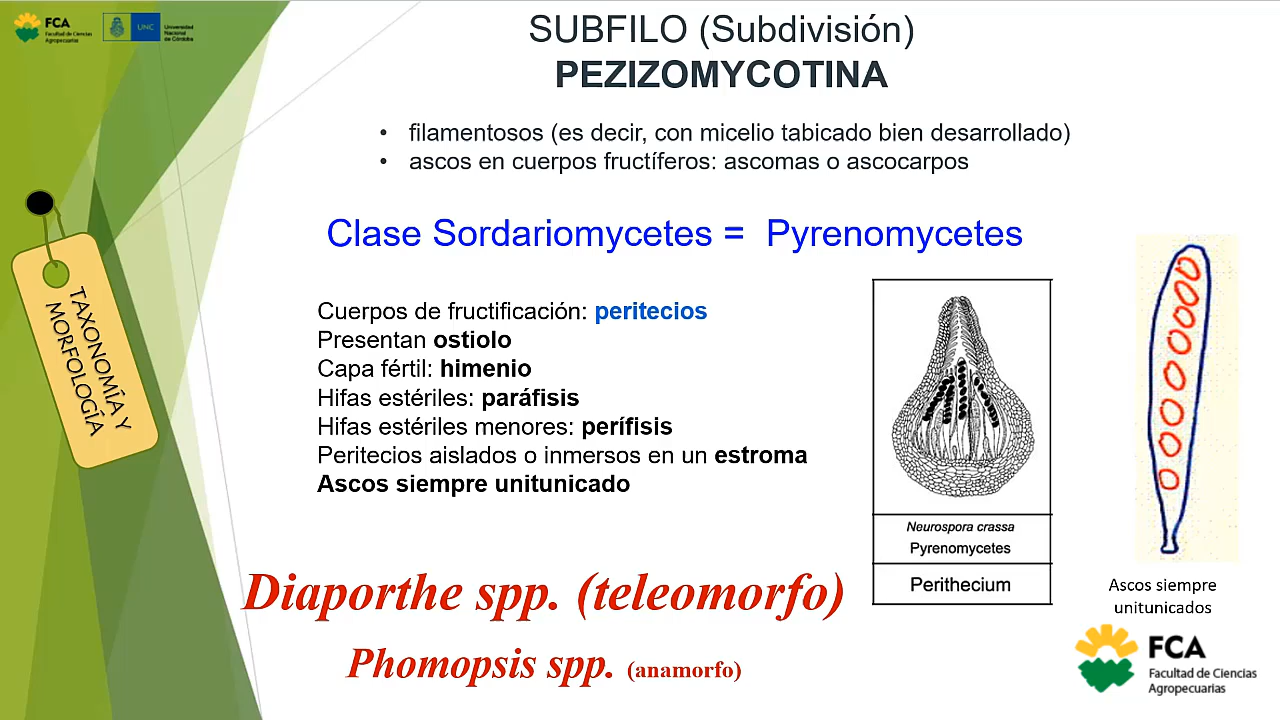 FCA
Facultad de Ciencias
Agropecuarias
UNC
Universidad
Nacional
de Córdoba
SUBFILO (Subdivisión)
PEZIZOMYCOTINA
• filamentosos (es decir, con micelio tabicado bien desarrollado)
• ascos en cuerpos fructíferos: ascomas o ascocarpos
Clase Sordariomycetes = Pyrenomycetes
TAXONOMÍA Y
MORFOLOGÍA
Cuerpos de fructificación: peritecios
Presentan ostiolo
Capa fértil: himenio
Hifas estériles: paráfisis
Hifas estériles menores: perífisis
Peritecios aislados o inmersos en un estroma
Ascos siempre unitunicado
Neurospora crassa
Pyrenomycetes
Perithecium
Ascos siempre
unitunicados
Diaporthe spp. (teleomorfo)
Phomopsis spp. (anamorfo)
FCA
Facultad de Ciencias
Agropecuarias